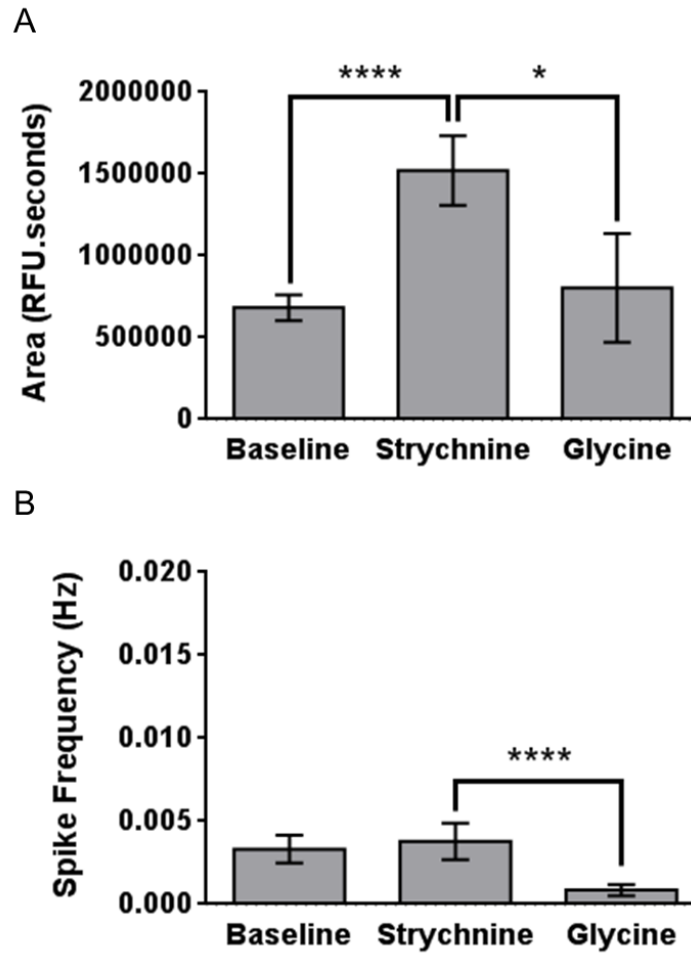 A
**** *
Area (RFU.seconds)
2000000
1500000
1000000
500000
0
Baseline Strychnine Glycine
B
Spike Frequency (Hz)
0.020
0.015
0.010
****
0.005
0.000
Baseline Strychnine Glycine